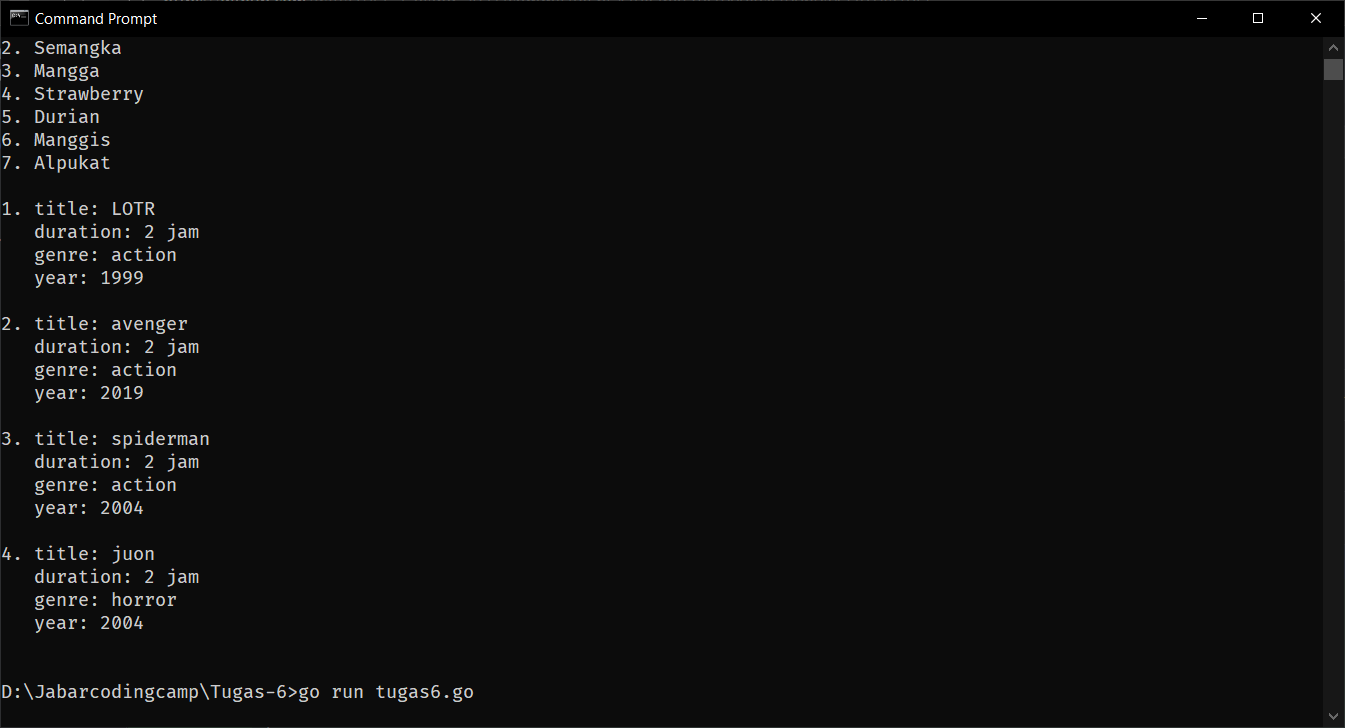 Command Prompt
2. Semangka
3. Mangga
4. Strawberry
5. Durian
6. Manggis
7. Alpukat
1. title: LOTR
duration: 2 jam
genre: action
year: 1999
2. title: avenger
duration: 2 jam
genre: action
year: 2019
3. title: spiderman
duration: 2 jam
genre: action
year: 2004
4. title: juon
duration: 2 jam
genre: horror
year: 2004
D:\Jabarcodingcamp\Tugas-6>go run tugas6.go